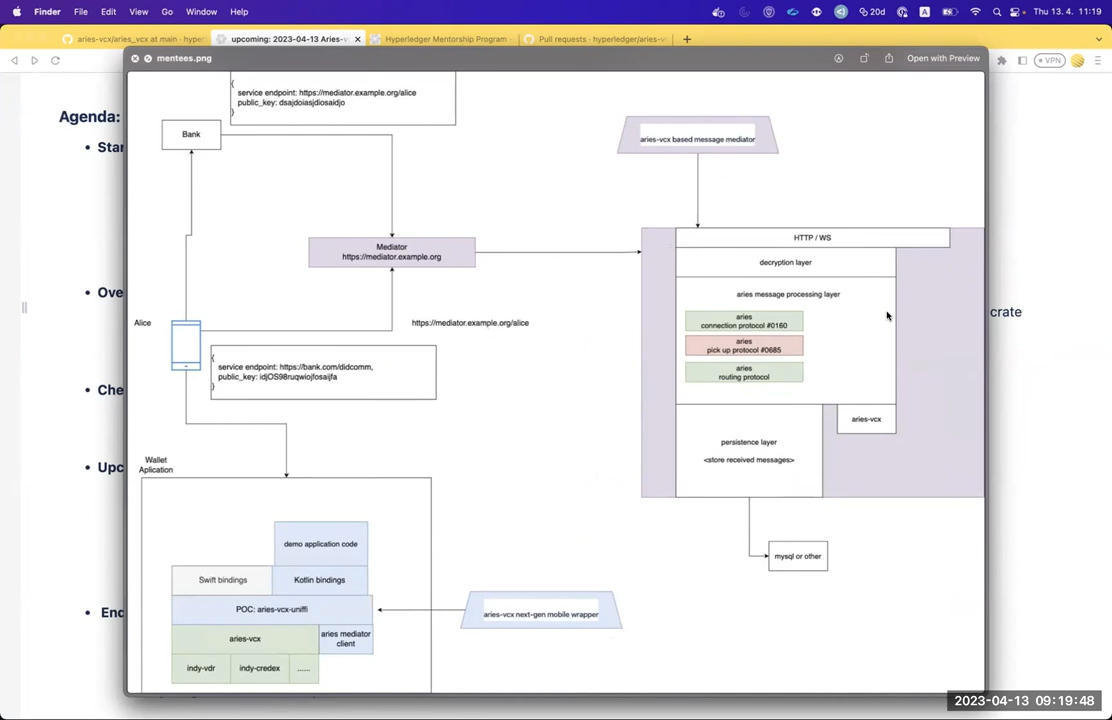 Finder File Edit View Go Window Help
20d
A
Thu 13. 4. 11:19
aries-vcx/aries_vcx at main · hyper
upcoming: 2023-04-13 Aries-v
Hyperledger Mentorship Program
Pull requests · hyperledger/aries-v
VPN
mentees.png
Open with Preview
Agenda:
Star
Ove
Che
Upc
End
crate
{
service endpoint: https://mediator.example.org/alice
public_key: dsajdoiasjdiosaidjo
}
Bank
Mediator
https://mediator.example.org
https://mediator.example.org/alice
Alice
{
service endpoint: https://bank.com/didcomm,
public_key: idjOS98ruqwiojfosaijfa
}
Wallet
Aplication
demo application code
Swift bindings
Kotlin bindings
POC: aries-vcx-uniffi
aries-vcx
aries mediator
client
indy-vdr
indy-credex
......
aries-vcx next-gen mobile wrapper
aries-vcx based message mediator
HTTP / WS
decryption layer
aries message processing layer
aries
connection protocol #0160
aries
pick up protocol #0685
aries
routing protocol
aries-vcx
persistence layer
<store received messages>
mysql or other
2023-04-13 09:19:48